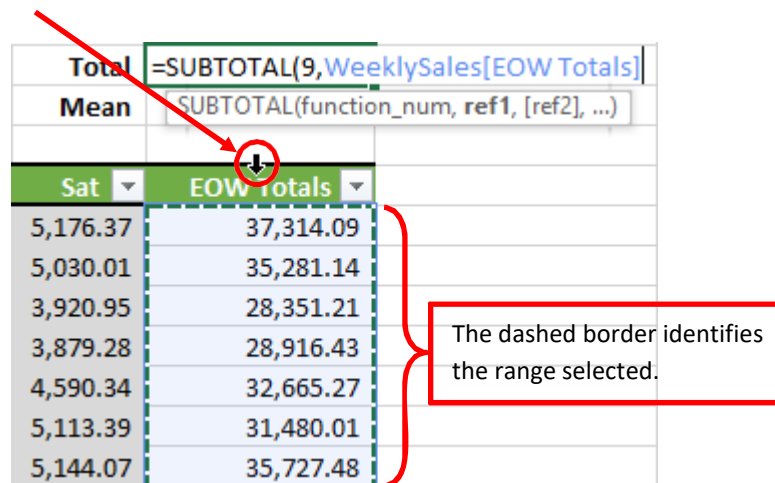 Total =SUBTOTAL(9,WeeklySales[EOW Totals]
Mean SUBTOTAL(function_num, ref1, [ref2], ...)
Sat EOW Totals
5,176.37 37,314.09
5,030.01 35,281.14
3,920.95 28,351.21
3,879.28 28,916.43
4,590.34 32,665.27
5,113.39 31,480.01
5,144.07 35,727.48
The dashed border identifies
the range selected.